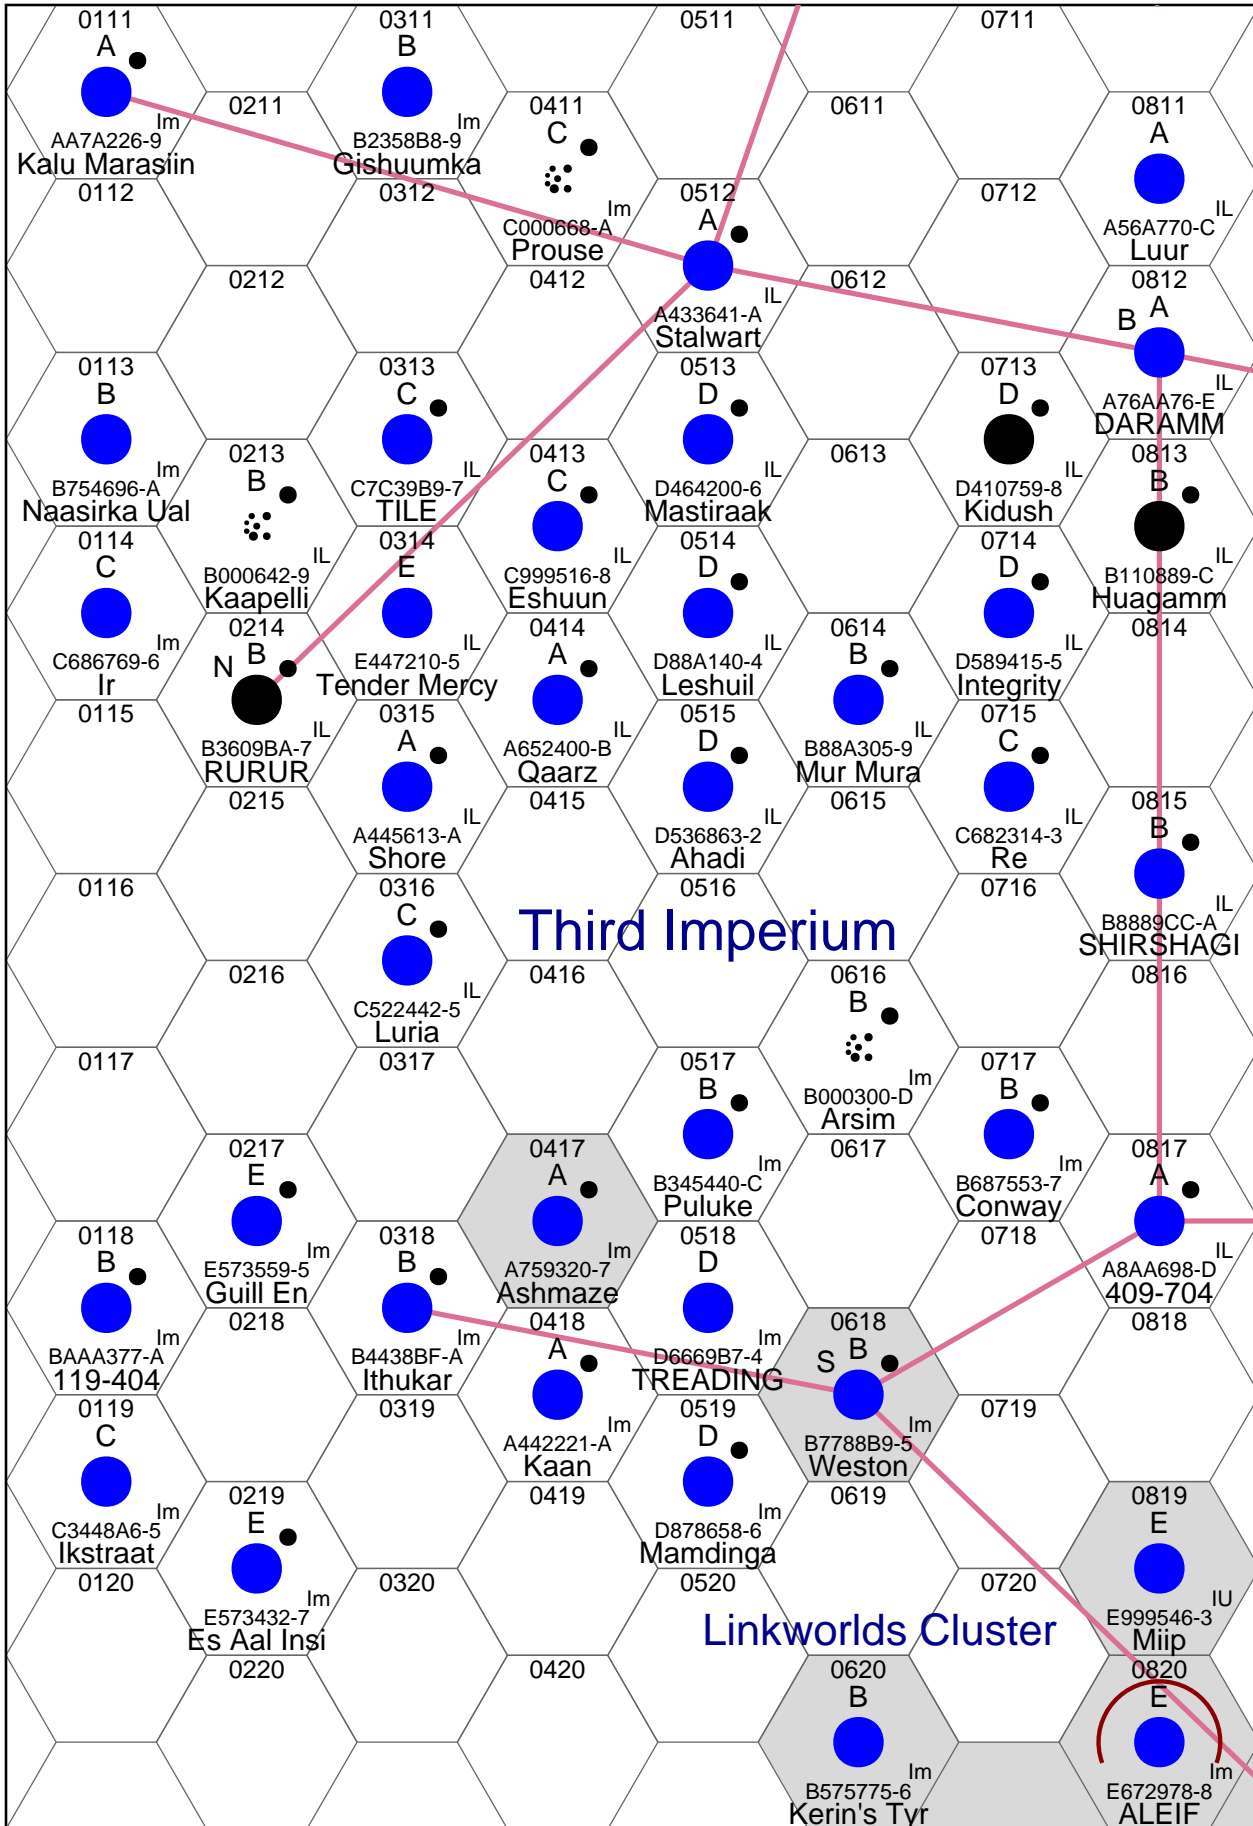 0111
A
Im
AA7A226-9
Kalu Marasiin
0311
B
Im
B2358B8-9
Gishuumka
0511
0711
0211
0411
C
Im
C000668-A
Prouse
0611
0811
A
IL
A56A770-C
Luur
0112
0312
0512
A
IL
A433641-A
Stalwart
0712
0212
0412
0612
0812
B A
IL
A76AA76-E
DARAMM
0113
B
Im
B754696-A
Naasirka Ual
0313
C
IL
C7C39B9-7
TILE
0513
D
IL
D464200-6
Mastiraak
0713
D
IL
D410759-8
Kidush
0213
B
IL
B000642-9
Kaapelli
0413
C
IL
C999516-8
Eshuun
0613
0813
B
IL
B110889-C
Huagamm
0114
C
Im
C686769-6
Ir
0314
E
IL
E447210-5
Tender Mercy
0514
D
IL
D88A140-4
Leshuil
0714
D
IL
D589415-5
Integrity
0214
N B
IL
B3609BA-7
RURUR
0414
A
IL
A652400-B
Qaarz
0614
B
IL
B88A305-9
Mur Mura
0814
0115
0315
A
IL
A445613-A
Shore
0515
D
IL
D536863-2
Ahadi
0715
C
IL
C682314-3
Re
0215
0415
0615
0815
B
IL
B8889CC-A
SHIRSHAGI
0116
0316
C
IL
C522442-5
Luria
0516
0716
Third Imperium
0216
0416
0616
B
Im
B000300-D
Arsim
0816
0117
0317
0517
B
Im
B345440-C
Puluke
0717
B
Im
B687553-7
Conway
0217
E
Im
E573559-5
Guill En
0417
A
Im
A759320-7
Ashmaze
0617
0817
A
IL
A8AA698-D
409-704
0118
B
Im
BAAA377-A
119-404
0318
B
Im
B4438BF-A
Ithukar
0518
D
Im
D6669B7-4
TREADING
0718
0218
0418
A
Im
A442221-A
Kaan
0618
S B
Im
B7788B9-5
Weston
0818
0119
C
Im
C3448A6-5
Ikstraat
0319
0519
D
Im
D878658-6
Mamdinga
0719
0219
E
Im
E573432-7
Es Aal Insi
0419
0619
0819
E
IU
E999546-3
Miip
0120
0320
0520
0720
Linkworlds Cluster
0220
0420
0620
B
Im
B575775-6
Kerin's Tyr
0820
E
Im
E672978-8
ALEIF